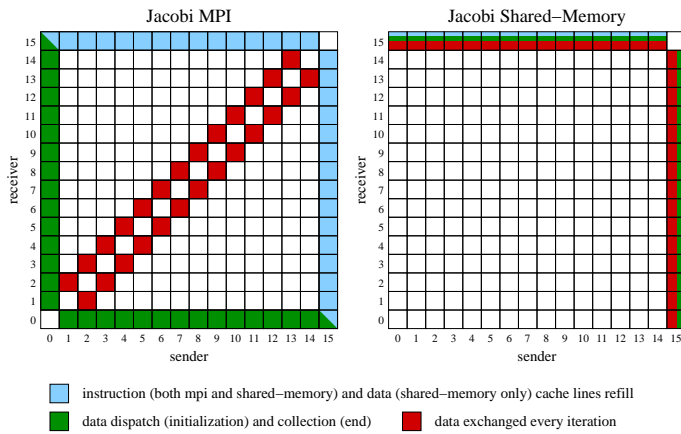 Jacobi MPI
Jacobi Shared−Memory
15
14
13
12
11
10
9
8
7
6
5
4
3
2
1
0
receiver
0 1 2 3 4 5 6 7 8 9 10 11 12 13 14 15
sender
15
14
13
12
11
10
9
8
7
6
5
4
3
2
1
0
receiver
0 1 2 3 4 5 6 7 8 9 10 11 12 13 14 15
sender
instruction (both mpi and shared−memory) and data (shared−memory only) cache lines refill
data dispatch (initialization) and collection (end)
data exchanged every iteration